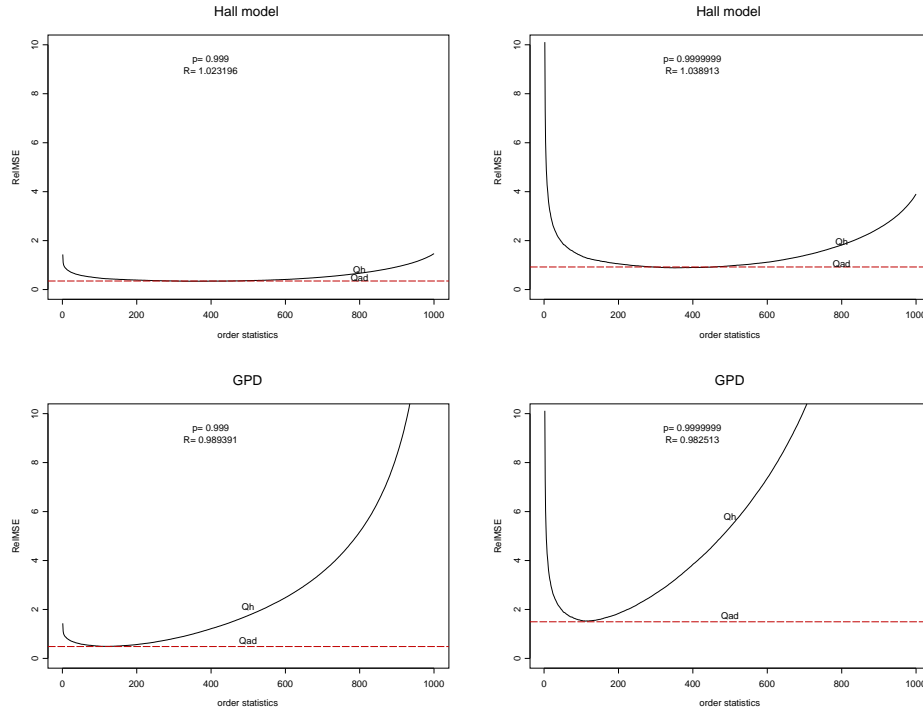 Hall model
p= 0.999
R= 1.023196
10
8
6
4
2
0
RelMSE
Qh
Qad
0 200 400 600 800 1000
order statistics
Hall model
p= 0.9999999
R= 1.038913
10
8
6
4
2
0
RelMSE
Qh
Qad
0 200 400 600 800 1000
order statistics
GPD
p= 0.999
R= 0.989391
10
8
6
4
2
0
RelMSE
Qh
Qad
0 200 400 600 800 1000
order statistics
GPD
p= 0.9999999
R= 0.982513
10
8
6
4
2
0
RelMSE
Qh
Qad
0 200 400 600 800 1000
order statistics